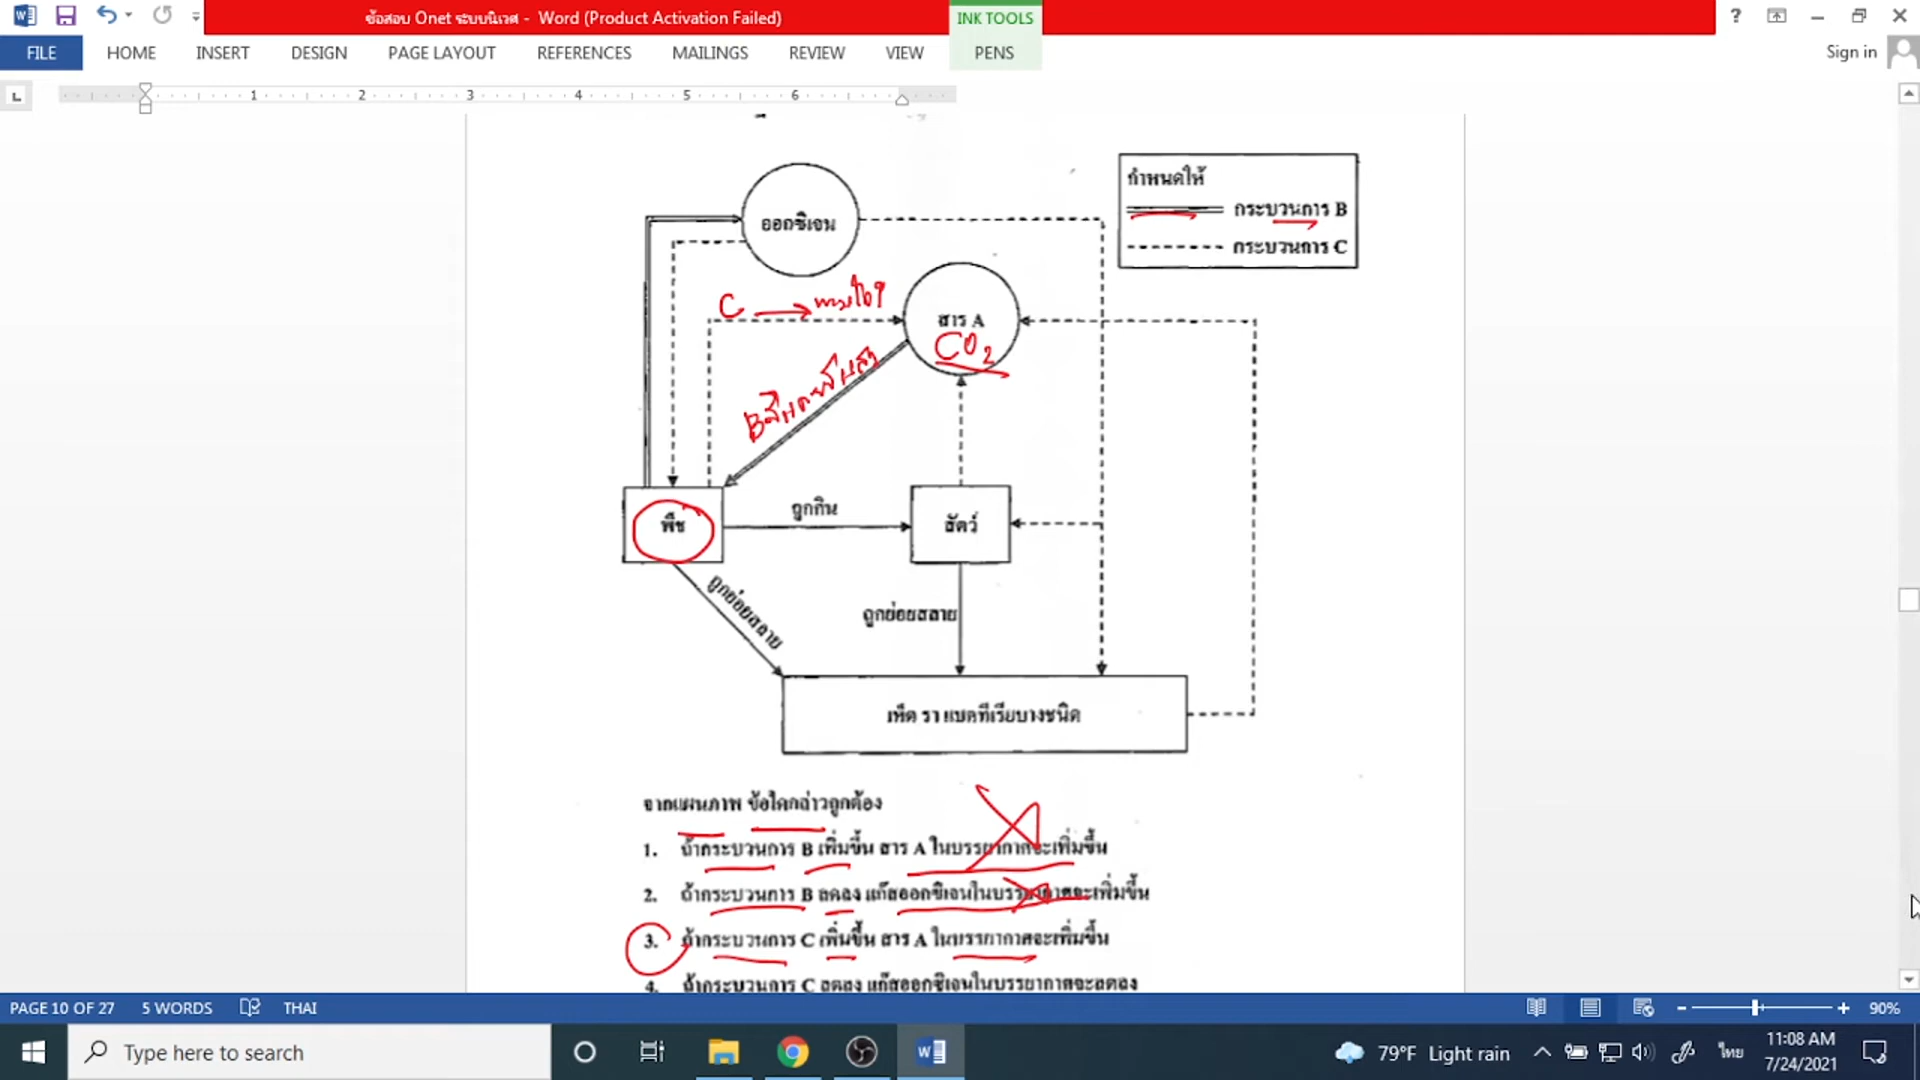 ข้อสอบ Onet ระบบนิเวศ - Word (Product Activation Failed)
INK TOOLS
?
FILE
HOME
INSERT
DESIGN
PAGE LAYOUT
REFERENCES
MAILINGS
REVIEW
VIEW
PENS
Sign in
1 2 3 4 5 6
กำหนดให้
กระบวนการ B
กระบวนการ C
ออกซิเจน
C
สาร A
CO2
B
พืช
ถูกกิน
สัตว์
ถูกย่อยสลาย
ถูกย่อยสลาย
เห็ด รา แบคทีเรียบางชนิด
จากแผนภาพ ข้อใดกล่าวถูกต้อง
1. ถ้ากระบวนการ B เพิ่มขึ้น สาร A ในบรรยากาศจะเพิ่มขึ้น
2. ถ้ากระบวนการ B ลดลง แก๊สออกซิเจนในบรรยากาศจะเพิ่มขึ้น
3. ถ้ากระบวนการ C เพิ่มขึ้น สาร A ในบรรยากาศจะเพิ่มขึ้น
4. ถ้ากระบวนการ C ลดลง แก๊สออกซิเจนในบรรยากาศจะลดลง
PAGE 10 OF 27
5 WORDS
THAI
90%
Type here to search
79°F Light rain
ไทย
11:08 AM
7/24/2021